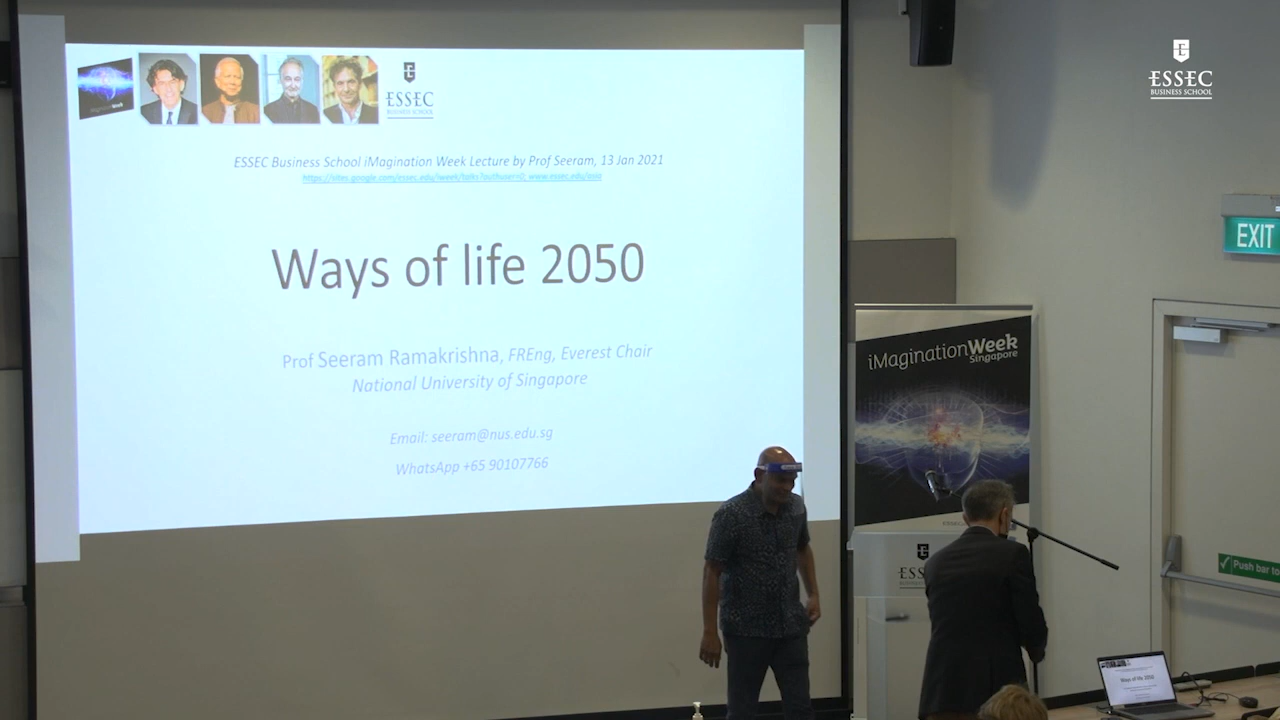 ESSEC
BUSINESS SCHOOL
iMaginationWeek
ESSEC
BUSINESS SCHOOL
ESSEC Business School iMagination Week Lecture by Prof Seeram, 13 Jan 2021
Ways of life 2050
Prof Seeram Ramakrishna, FREng, Everest Chair
National University of Singapore
Email: seeram@nus.edu.sg
WhatsApp +65 90107766
EXIT
iMaginationWeek
Singapore
ESS
Push bar to
Ways of life 2050